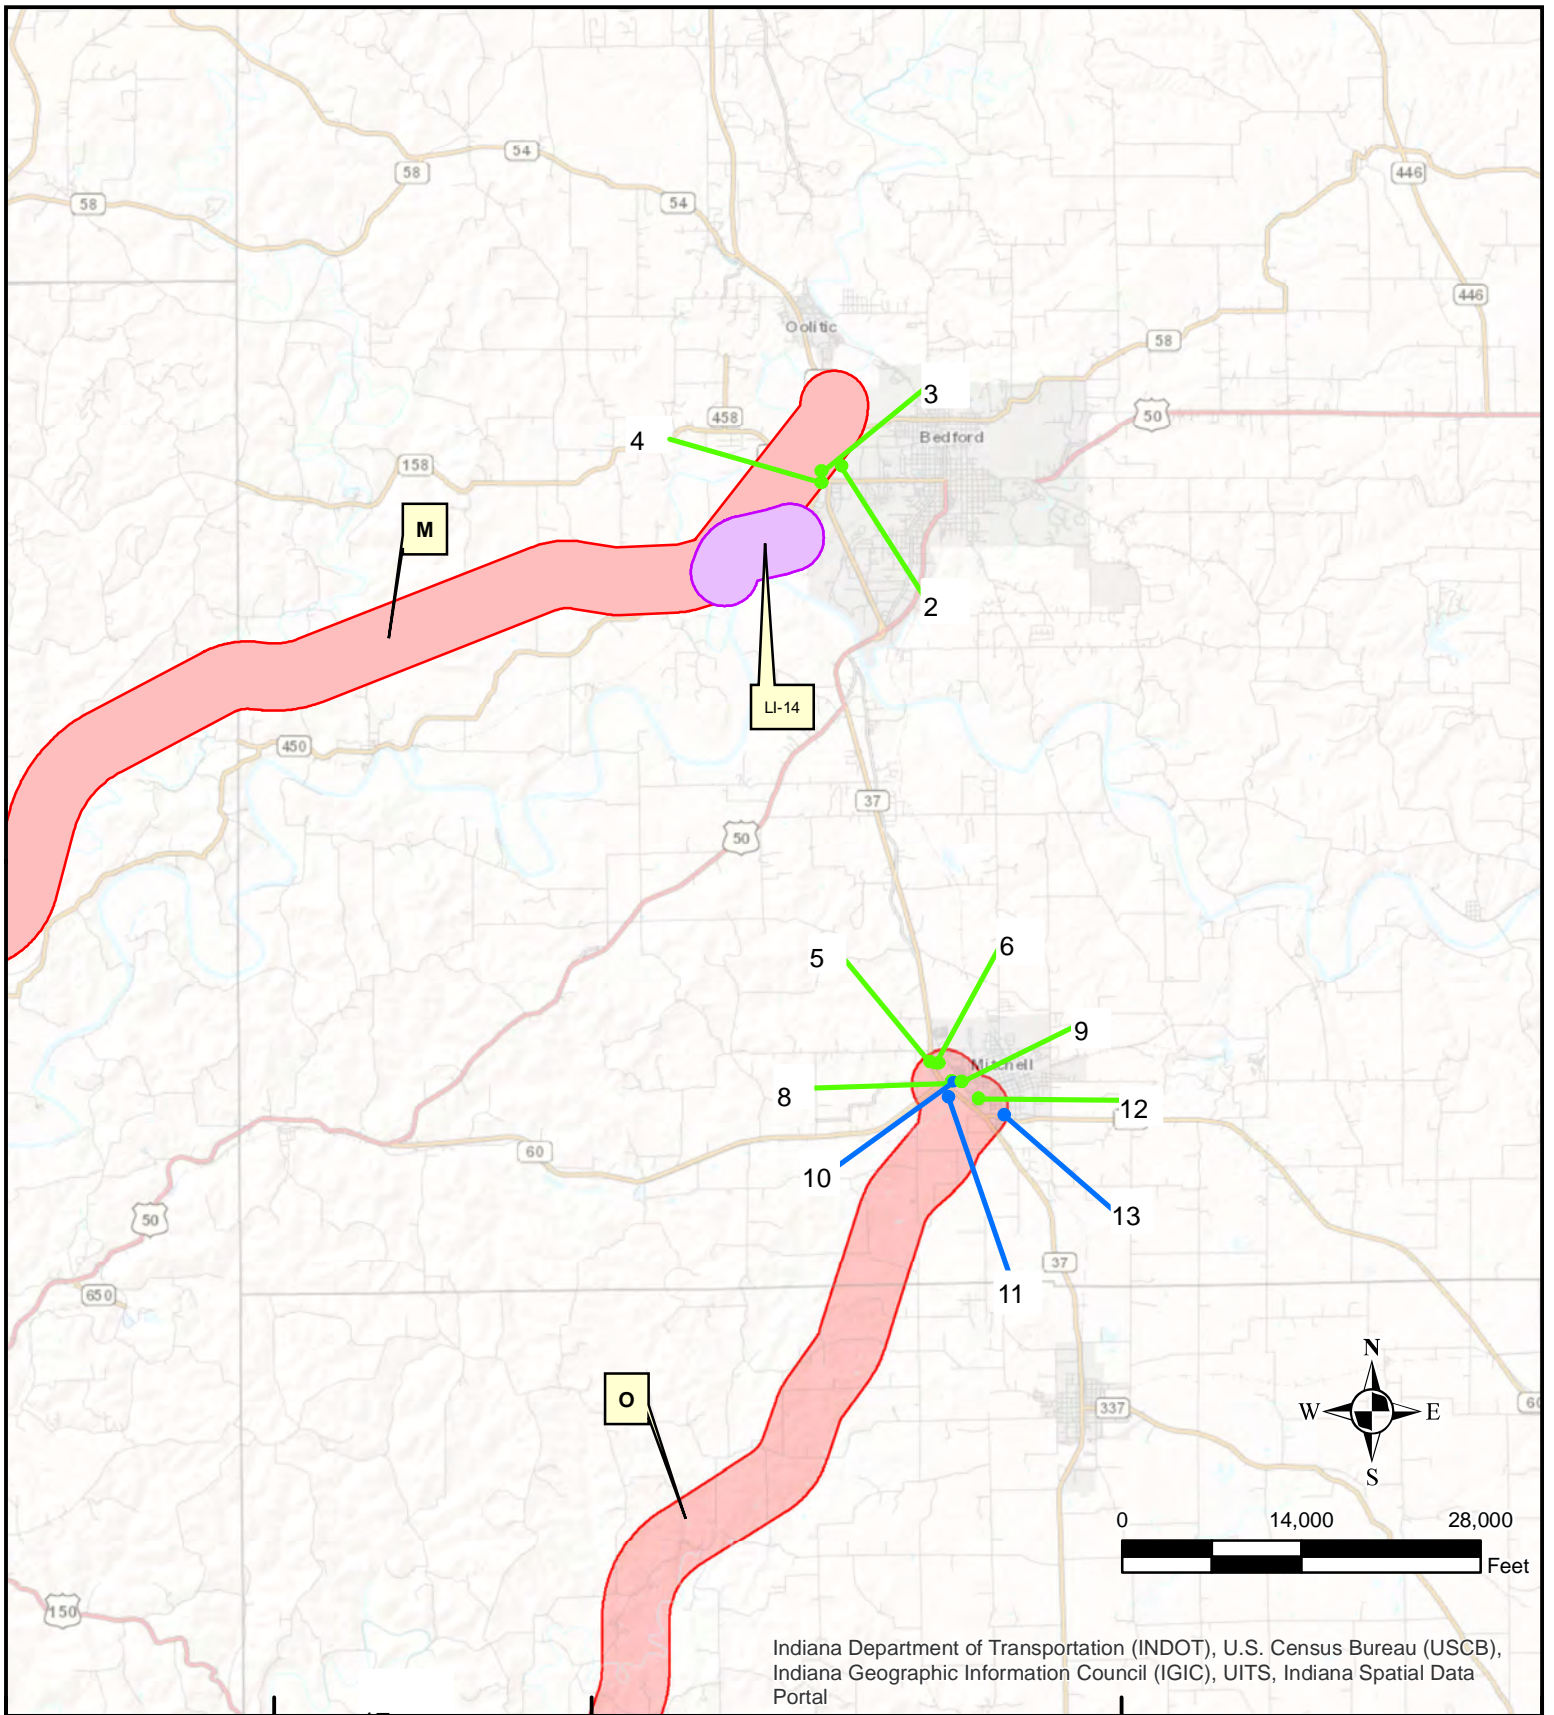 54
58
446
58
54
446
Oolitic
58
3
50
458
4
Bedford
158
M
2
LI-14
450
37
50
6
5
9
Mitchell
8
12
60
10
50
13
37
11
650
N
O
W
E
60
337
S
0
14,000
28,000
Feet
150
Indiana Department of Transportation (INDOT), U.S. Census Bureau (USCB),
Indiana Geographic Information Council (IGIC), UITS, Indiana Spatial Data
Portal